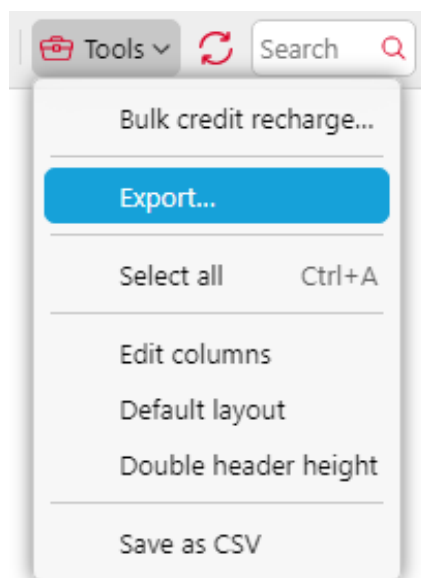 Tools Search
Bulk credit recharge...
Export...
Select all Ctrl+A
Edit columns
Default layout
Double header height
Save as CSV